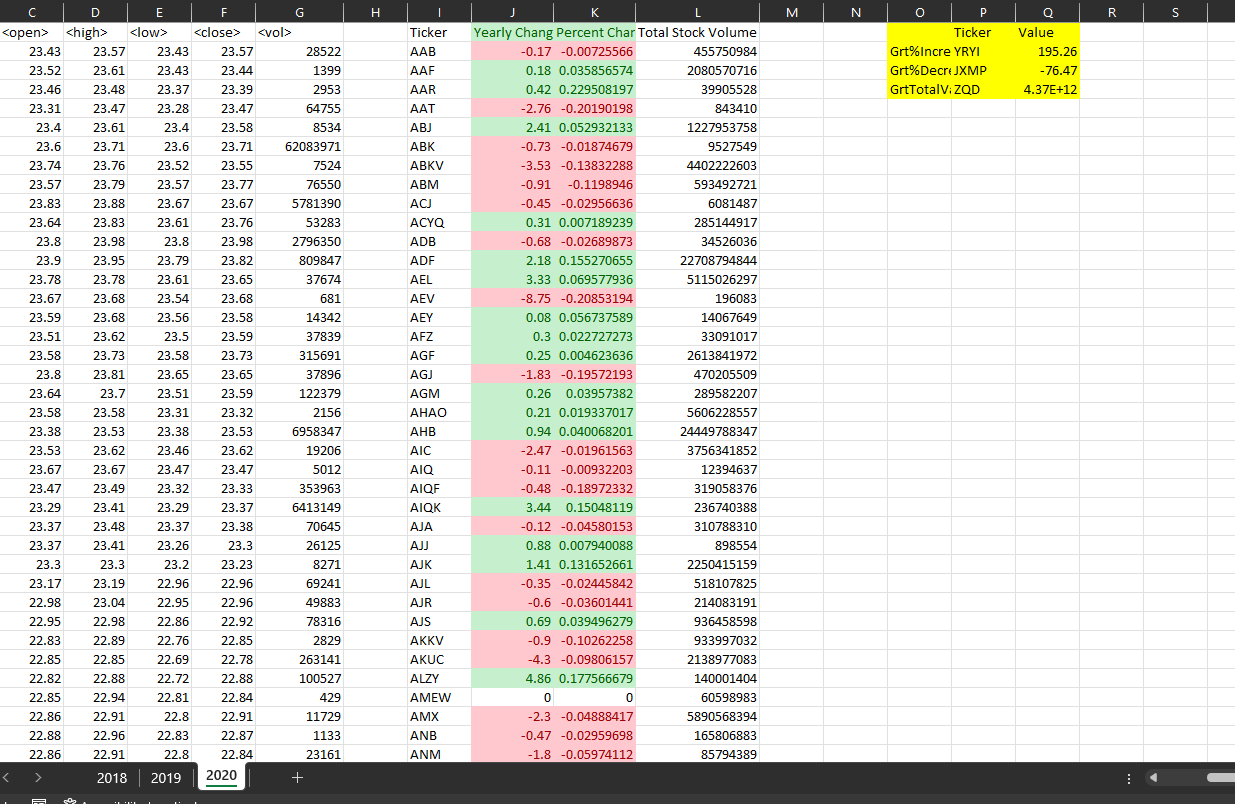 C D E F G H I J K L M N O P Q R S
<open> <high> <low> <close> <vol> Ticker Yearly Chang Percent Char Total Stock Volume Ticker Value
23.43 23.57 23.43 23.57 28522 AAB -0.17 -0.00725566 455750984 Grt%Incre YRYI 195.26
23.52 23.61 23.43 23.44 1399 AAF 0.18 0.035856574 2080570716 Grt%Decre JXMP -76.47
23.46 23.48 23.37 23.39 2953 AAR 0.42 0.229508197 39905528 GrtTotalVa ZQD 4.37E+12
23.31 23.47 23.28 23.47 64755 AAT -2.76 -0.20190198 843410
23.4 23.61 23.4 23.58 8534 ABJ 2.41 0.052932133 1227953758
23.6 23.71 23.6 23.71 62083971 ABK -0.73 -0.01874679 9527549
23.74 23.76 23.52 23.55 7524 ABKV -3.53 -0.13832288 4402222603
23.57 23.79 23.57 23.77 76550 ABM -0.91 -0.1198946 593492721
23.83 23.88 23.67 23.67 5781390 ACJ -0.45 -0.02956636 6081487
23.64 23.83 23.61 23.76 53283 ACYQ 0.31 0.007189239 285144917
23.8 23.98 23.8 23.98 2796350 ADB -0.68 -0.02689873 34526036
23.9 23.95 23.79 23.82 809847 ADF 2.18 0.155270655 22708794844
23.78 23.78 23.61 23.65 37674 AEL 3.33 0.069577936 5115026297
23.67 23.68 23.54 23.68 681 AEV -8.75 -0.20853194 196083
23.59 23.68 23.56 23.58 14342 AEY 0.08 0.056737589 14067649
23.51 23.62 23.5 23.59 37839 AFZ 0.3 0.022727273 33091017
23.58 23.73 23.58 23.73 315691 AGF 0.25 0.004623636 2613841972
23.8 23.81 23.65 23.65 37896 AGJ -1.83 -0.19572193 470205509
23.64 23.7 23.51 23.59 122379 AGM 0.26 0.03957382 289582207
23.58 23.58 23.31 23.32 2156 AHAO 0.21 0.019337017 5606228557
23.38 23.53 23.38 23.53 6958347 AHB 0.94 0.040068201 24449788347
23.53 23.62 23.46 23.62 19206 AIC -2.47 -0.01961563 3756341852
23.67 23.67 23.47 23.47 5012 AIQ -0.11 -0.00932203 12394637
23.47 23.49 23.32 23.33 353963 AIQF -0.48 -0.18972332 319058376
23.29 23.41 23.29 23.37 6413149 AIQK 3.44 0.15048119 236740388
23.37 23.48 23.37 23.38 70645 AJA -0.12 -0.04580153 310788310
23.37 23.41 23.26 23.3 26125 AJJ 0.88 0.007940088 898554
23.3 23.3 23.2 23.23 8271 AJK 1.41 0.131652661 2250415159
23.17 23.19 22.96 22.96 69241 AJL -0.35 -0.02445842 518107825
22.98 23.04 22.95 22.96 49883 AJR -0.6 -0.03601441 214083191
22.95 22.98 22.86 22.92 78316 AJS 0.69 0.039496279 936458598
22.83 22.89 22.76 22.85 2829 AKKV -0.9 -0.10262258 933997032
22.85 22.85 22.69 22.78 263141 AKUC -4.3 -0.09806157 2138977083
22.82 22.88 22.72 22.88 100527 ALZY 4.86 0.177566679 140001404
22.85 22.94 22.81 22.84 429 AMEW 0 0 60598983
22.86 22.91 22.8 22.91 11729 AMX -2.3 -0.04888417 5890568394
22.88 22.96 22.83 22.87 1133 ANB -0.47 -0.02959698 165806883
22.86 22.91 22.8 22.84 23161 ANM -1.8 -0.05974112 85794389
2018 2019 2020 +